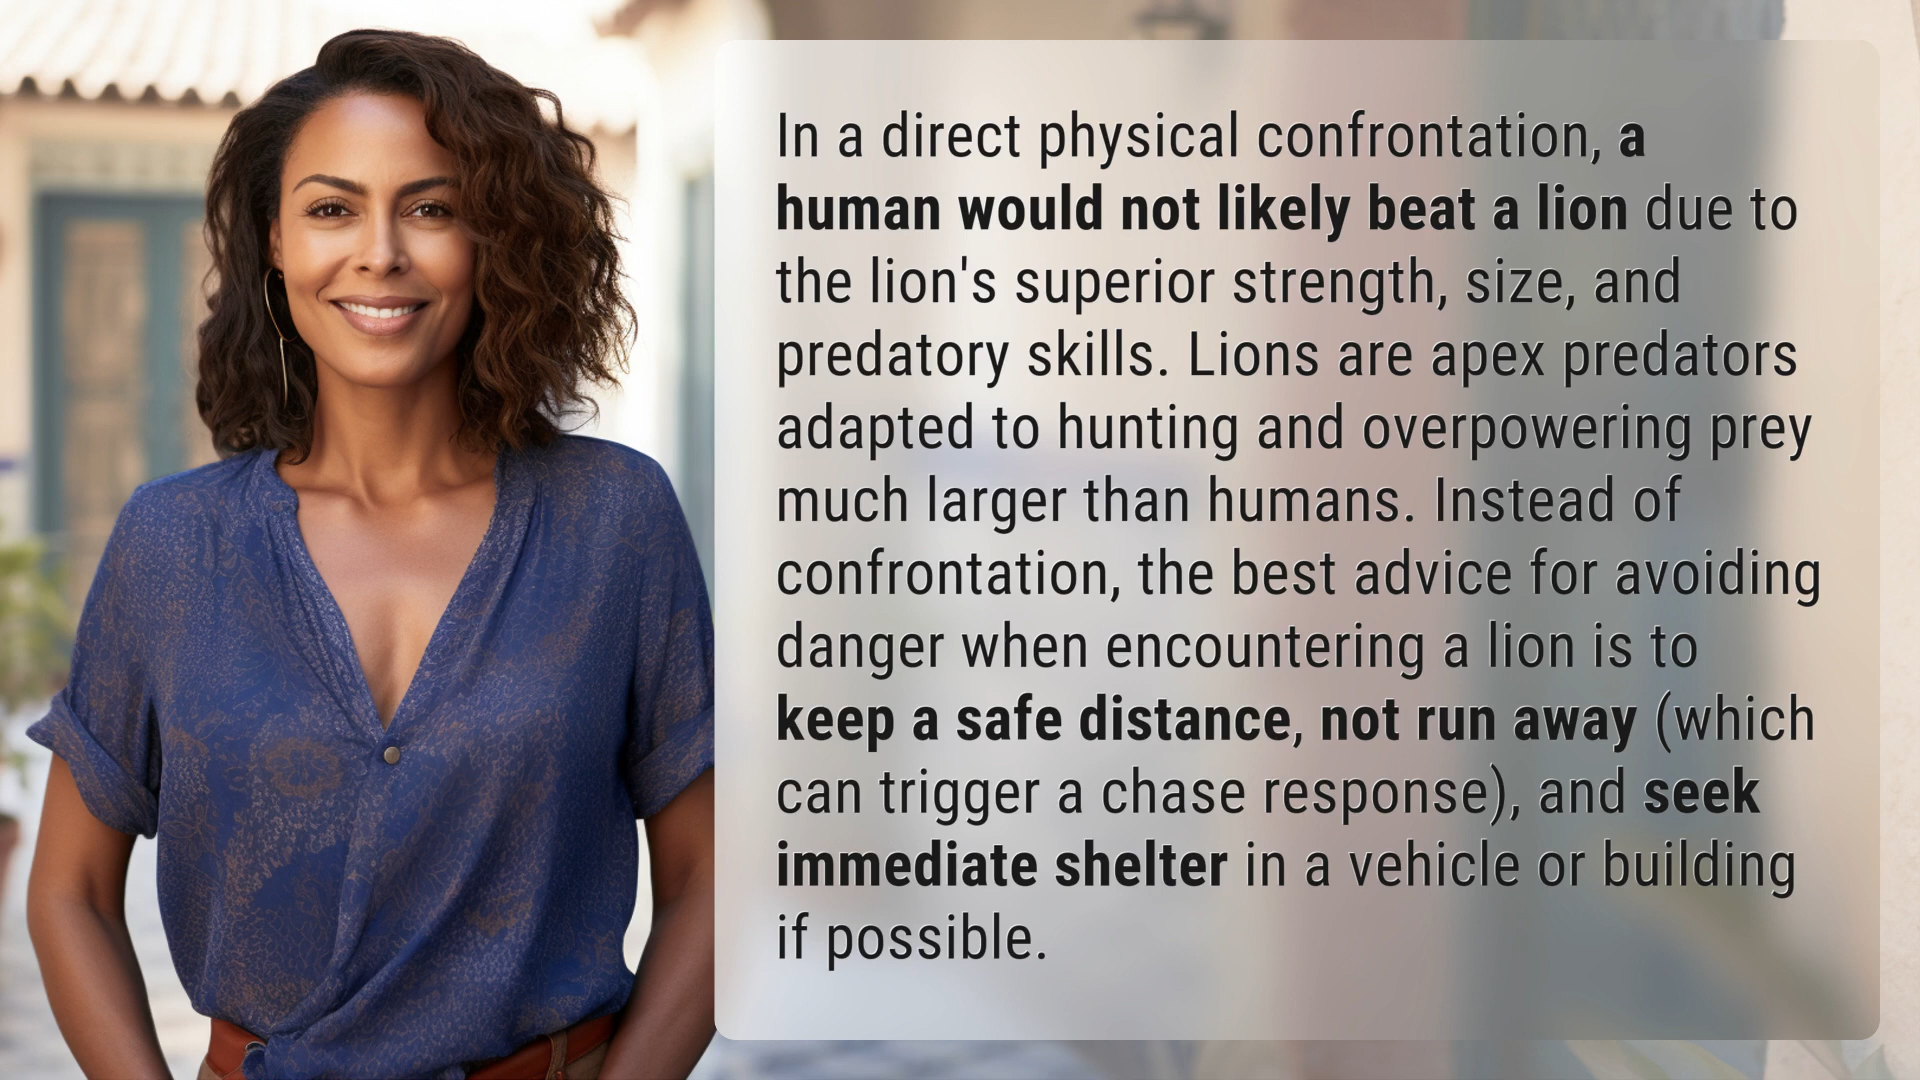 In a direct physical confrontation, a
human would not likely beat a lion due to
the lion's superior strength, size, and
predatory skills. Lions are apex predators
adapted to hunting and overpowering prey
much larger than humans. Instead of
confrontation, the best advice for avoiding
danger when encountering a lion is to
keep a safe distance, not run away (which
can trigger a chase response), and seek
immediate shelter in a vehicle or building
if possible.